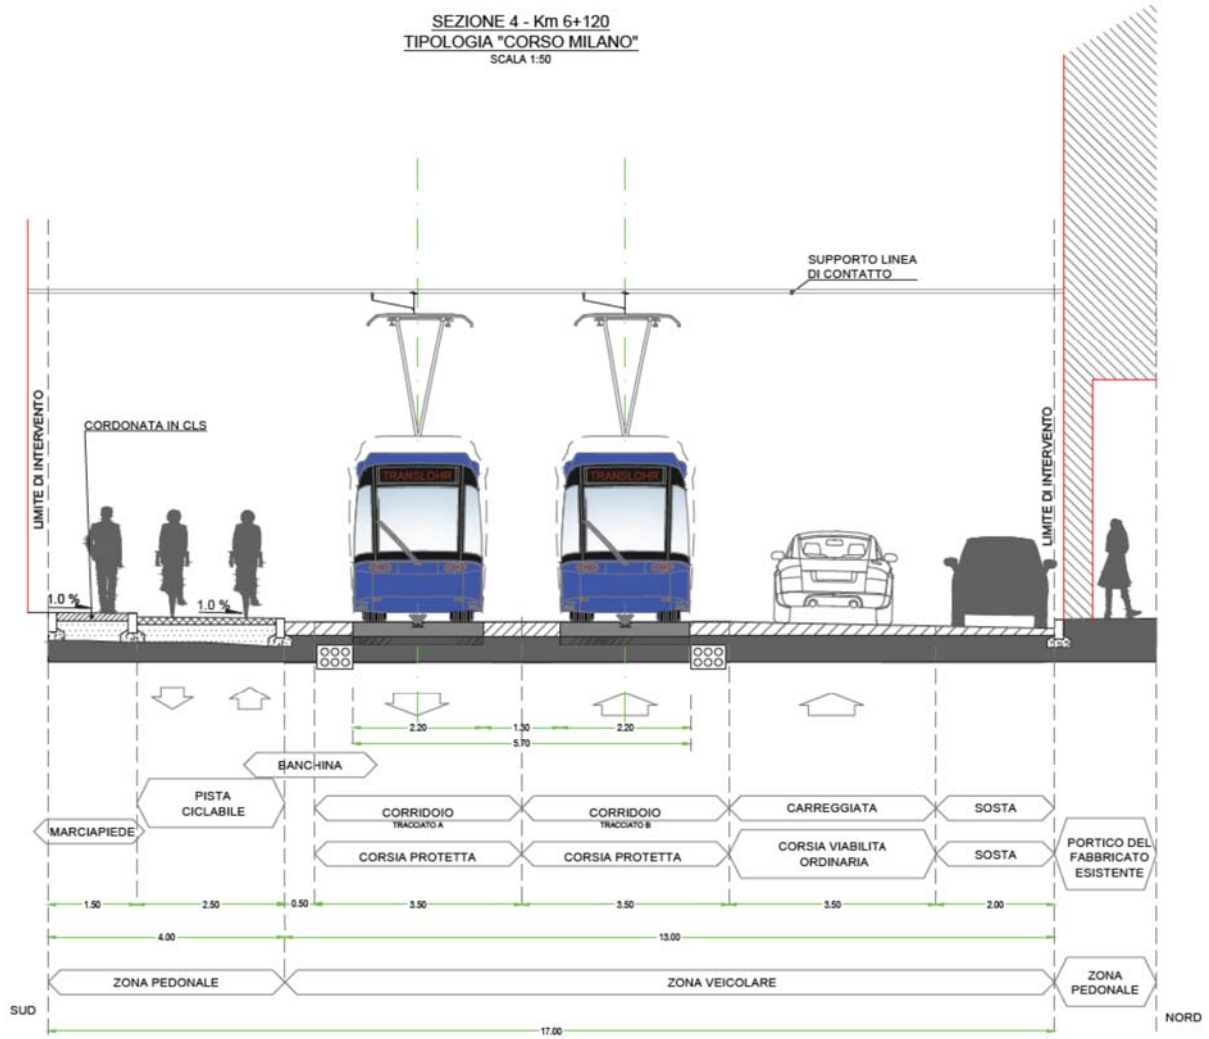 SEZIONE 4 - Km 6+120
TIPOLOGIA "CORSO MILANO"
SCALA 1:50
SUPPORTO LINEA
DI CONTATTO
LIMITE DI INTERVENTO
CORDONATA IN CLS
LIMITE DI INTERVENTO
TRANSLOHR
TRANSLOHR
1.0 %
1.0 %
2.20
1.30
2.20
5.70
BANCHINA
PISTA
CICLABILE
MARCIAPIEDE
CORRIDOIO
TRACCIATO A
CORRIDOIO
TRACCIATO B
CARREGGIATA
SOSTA
CORSIA PROTETTA
CORSIA PROTETTA
CORSIA VIABILITA
ORDINARIA
SOSTA
PORTICO DEL
FABBRICATO
ESISTENTE
1.50
2.50
0.50
3.50
3.50
3.50
2.00
4.00
13.00
ZONA PEDONALE
ZONA VEICOLARE
ZONA
PEDONALE
SUD
NORD
17.00